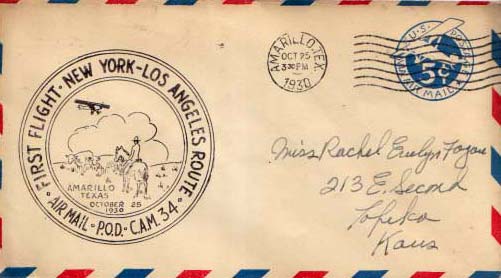 FIRST FLIGHT · NEW YORK-LOS ANGELES ROUTE ·
AMARILLO
TEXAS
OCTOBER 25
1930
AIR MAIL · P.O.D. · C.A.M. 34 ·
AMARILLO, TEX.
OCT 25
3 30 PM
1930
U.S. POSTAGE
5¢
AIR MAIL
Miss Rachel Evelyn
213 E. Second
Topeka
Kans